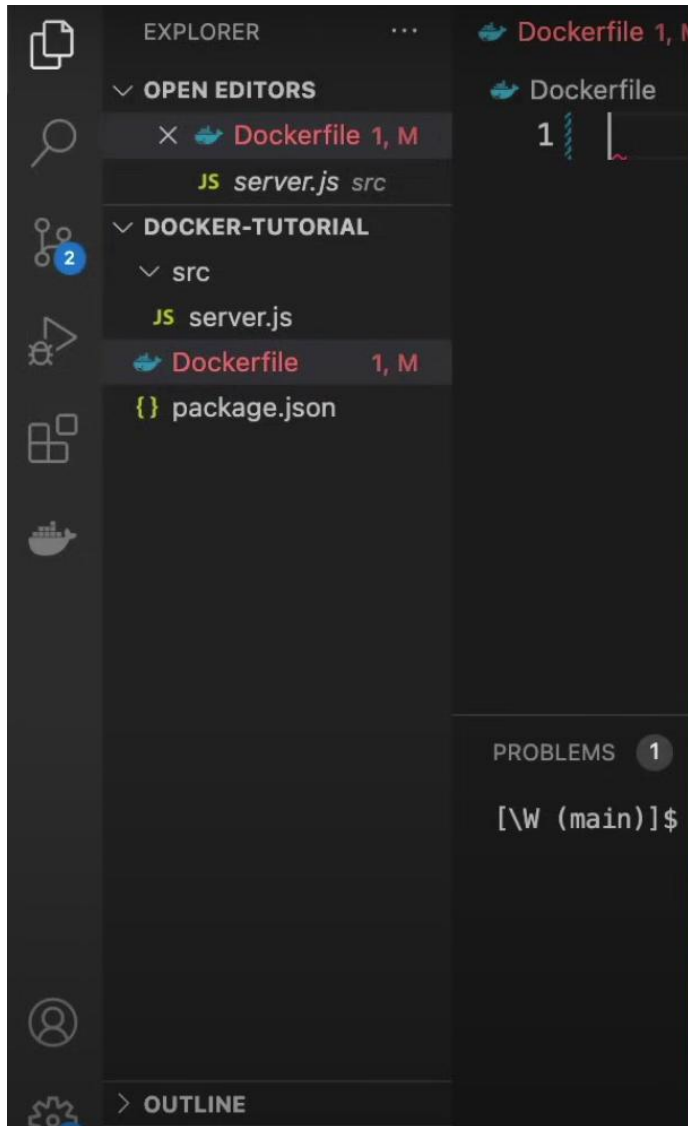 EXPLORER ...
OPEN EDITORS
Dockerfile 1, M
JS server.js src
2
DOCKER-TUTORIAL
src
JS server.js
Dockerfile 1, M
{} package.json
OUTLINE
Dockerfile 1,
Dockerfile
1
PROBLEMS 1
[\W (main)]$